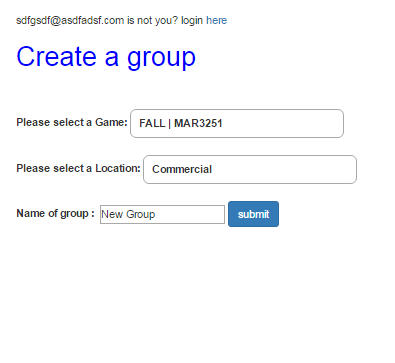 sdfgsdf@asdfadsf.com is not you? login here
Create a group
Please select a Game: FALL | MAR3251
Please select a Location: Commercial
Name of group : New Group submit